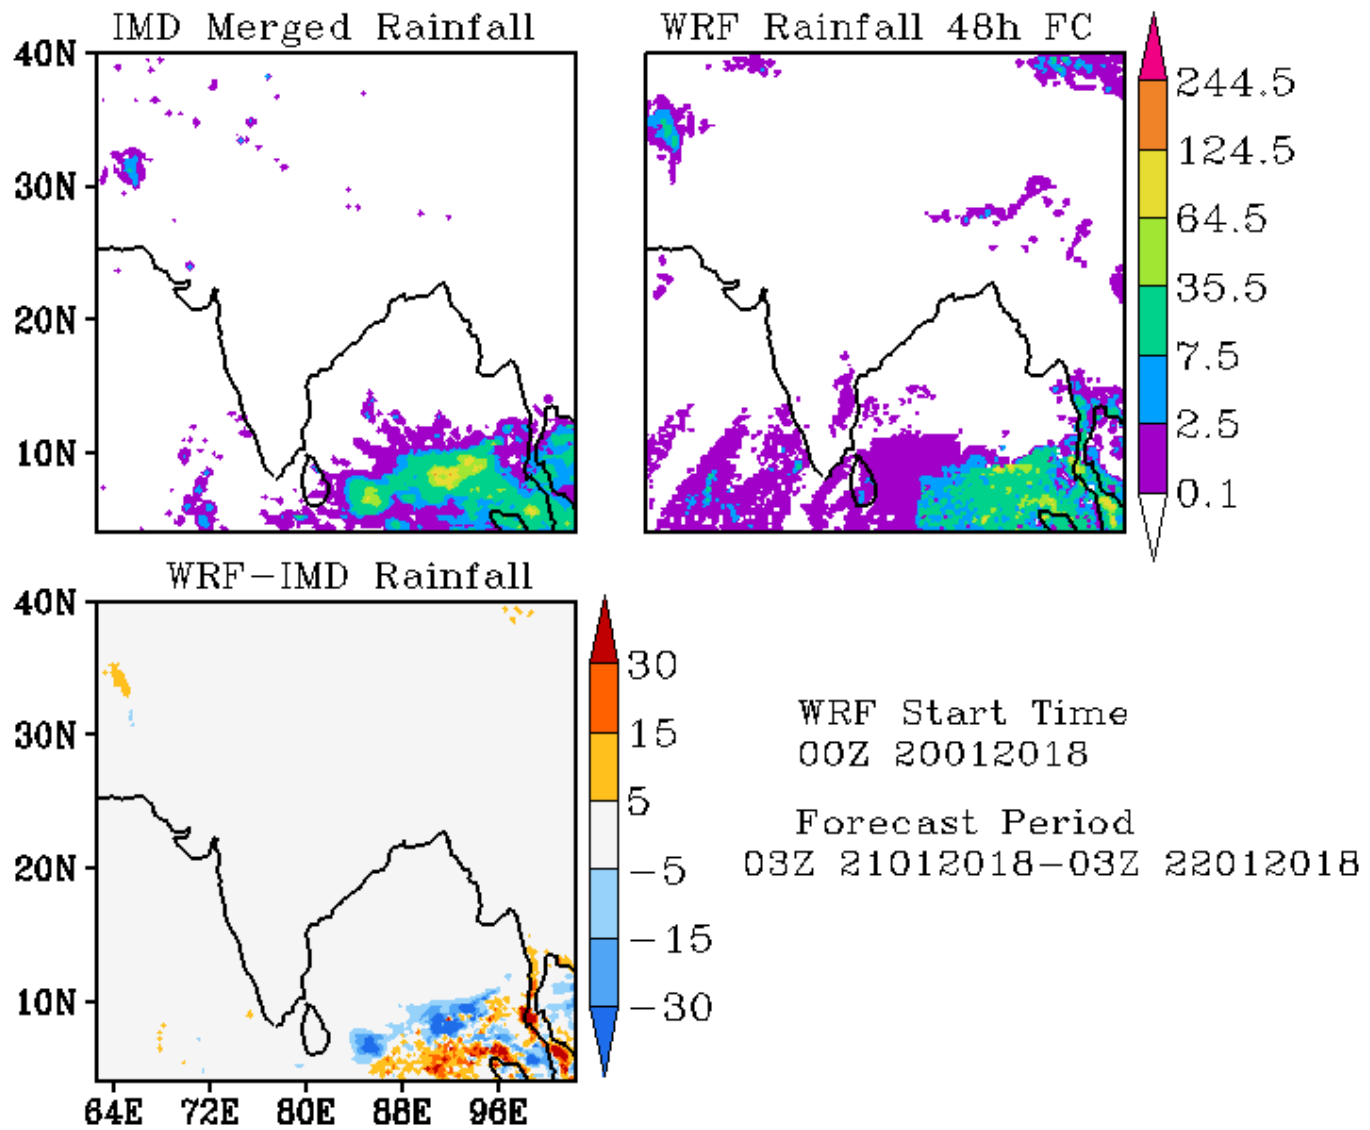 IMD Merged Rainfall
WRF Rainfall 48h FC
40N
30N
20N
10N
244.5
124.5
64.5
35.5
7.5
2.5
0.1
WRF-IMD Rainfall
40N
30N
20N
10N
64E 72E 80E 88E 96E
30
15
5
-5
-15
-30
WRF Start Time
00Z 20012018
Forecast Period
03Z 21012018-03Z 22012018